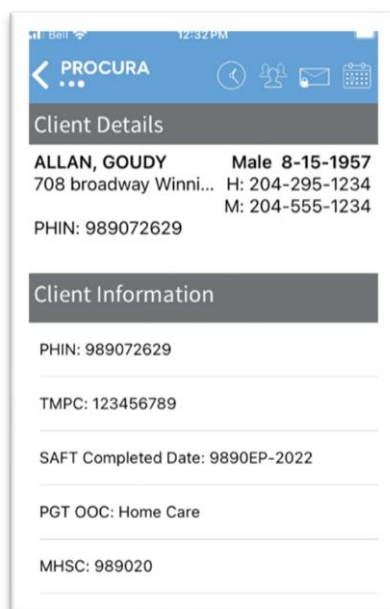 Bell 12:32 PM
PROCURA
Client Details
ALLAN, GOUDY Male 8-15-1957
708 broadway Winni... H: 204-295-1234
M: 204-555-1234
PHIN: 989072629
Client Information
PHIN: 989072629
TMPC: 123456789
SAFT Completed Date: 9890EP-2022
PGT OOC: Home Care
MHSC: 989020